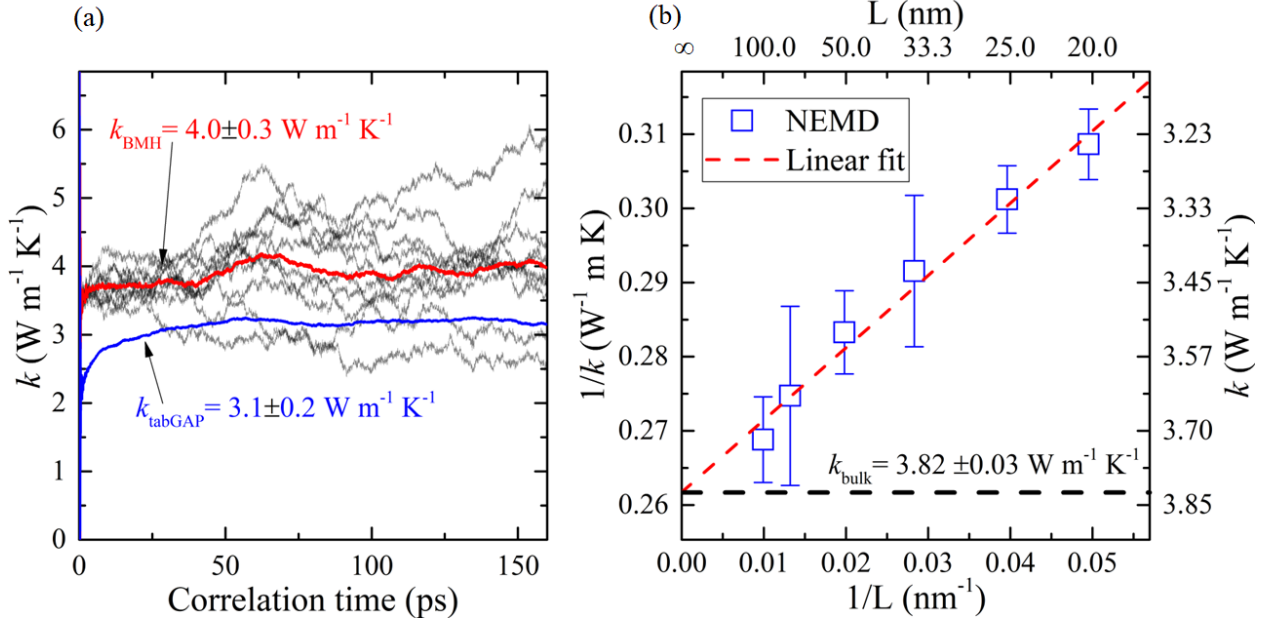 (a)
k_BMH= 4.0±0.3 W m⁻¹ K⁻¹
k_tabGAP= 3.1±0.2 W m⁻¹ K⁻¹
k (W m⁻¹ K⁻¹)
6
5
4
3
2
1
0
0 50 100 150
Correlation time (ps)
(b)
L (nm)
∞ 100.0 50.0 33.3 25.0 20.0
NEMD
Linear fit
k_bulk= 3.82 ±0.03 W m⁻¹ K⁻¹
1/k (W⁻¹ m K)
0.31
0.30
0.29
0.28
0.27
0.26
3.23
3.33
3.45
3.57
3.70
3.85
k (W m⁻¹ K⁻¹)
0.00 0.01 0.02 0.03 0.04 0.05
1/L (nm⁻¹)